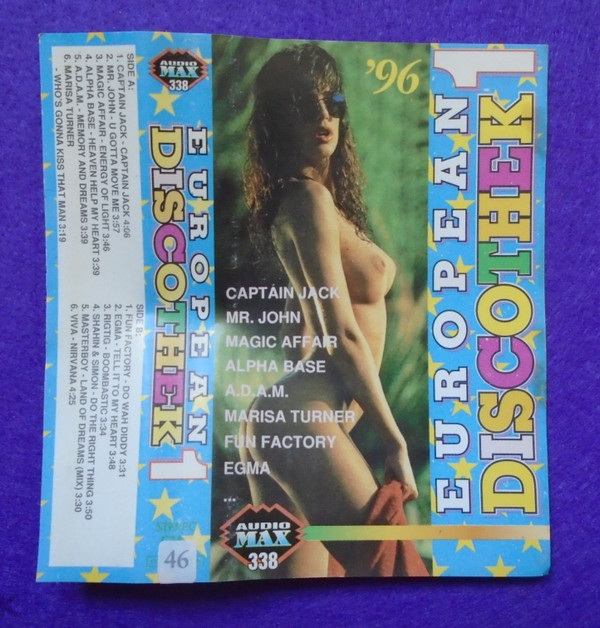 SIDE A:
1. CAPTAIN JACK - CAPTAIN JACK 4:06
2. MR. JOHN - U GOTTA MOVE ME 3:57
3. MAGIC AFFAIR - ENERGY OF LIGHT 3:46
4. ALPHA BASE - HEAVEN HELP MY HEART 3:39
5. A.D.A.M. - MEMORY AND DREAMS 3:39
6. MARISA TURNER
- WHO'S GONNA KISS THAT MAN 3:19
SIDE B:
1. FUN FACTORY - DO WAH DIDDY 3:31
2. EGMA - TELL IT TO MY HEART 3:48
3. RIGTIG - BOOMBASTIC 3:34
4. SHAHIN & SIMON - DO THE RIGHT THING 3:50
5. MASTERBOY - LAND OF DREAMS (MIX) 3:30
6. VIVA - NIRVANA 4:25
AUDIO
MAX
338
EUROPEAN
DISCOTHEK 1
STEREO
46
'96
CAPTAIN JACK
MR. JOHN
MAGIC AFFAIR
ALPHA BASE
A.D.A.M.
MARISA TURNER
FUN FACTORY
EGMA
...
AUDIO
MAX
338
EUROPEAN
DISCOTHEK 1